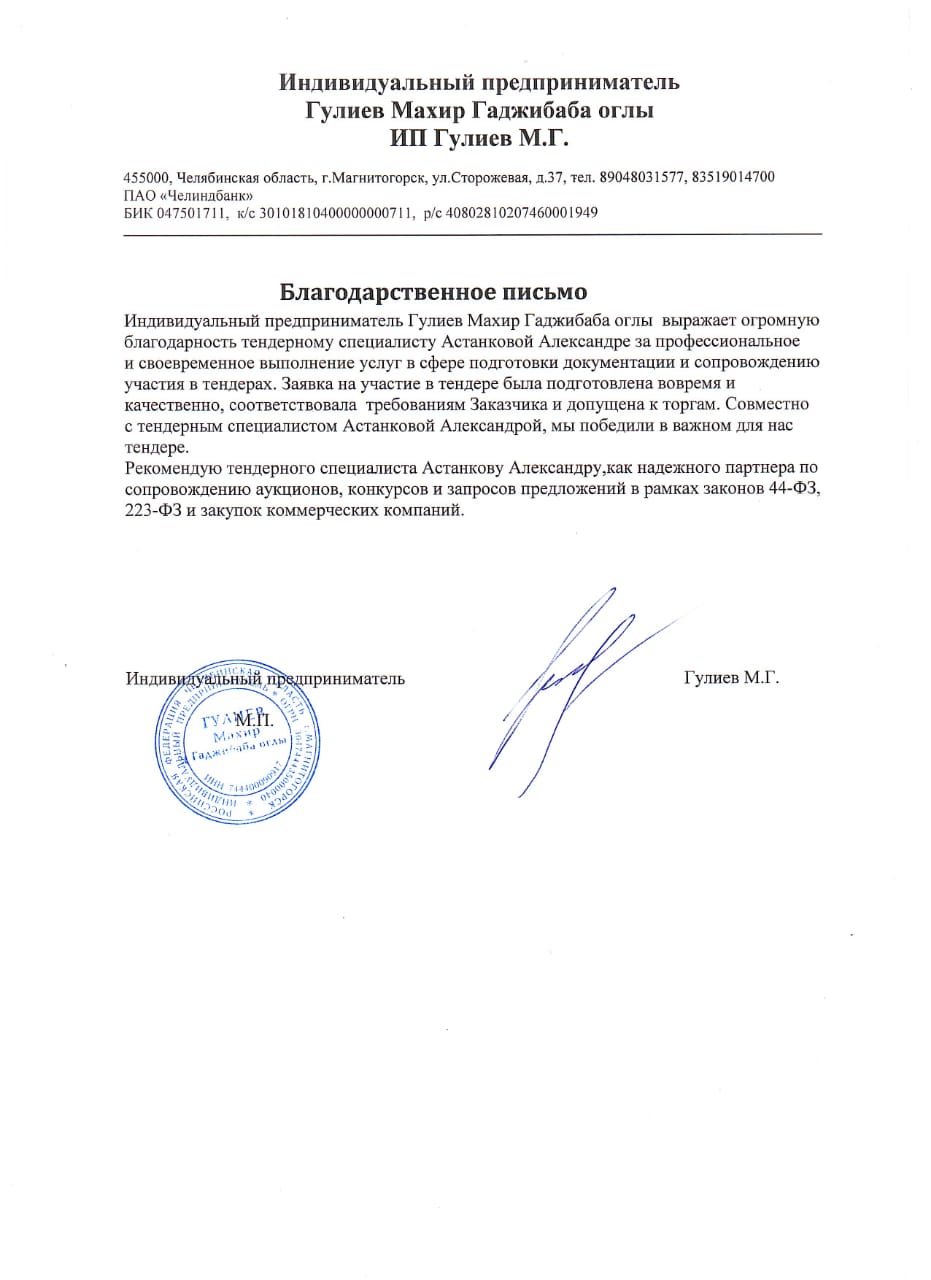 Индивидуальный предприниматель
Гулиев Махир Гаджибаба оглы
ИП Гулиев М.Г.
455000, Челябинская область, г.Магнитогорск, ул.Сторожевая, д.37, тел. 89048031577, 83519014700
ПАО «Челиндбанк»
БИК 047501711, к/с 30101810400000000711, р/с 40802810207460001949
Благодарственное письмо
Индивидуальный предприниматель Гулиев Махир Гаджибаба оглы выражает огромную
благодарность тендерному специалисту Астанковой Александре за профессиональное
и своевременное выполнение услуг в сфере подготовки документации и сопровождению
участия в тендерах. Заявка на участие в тендере была подготовлена вовремя и
качественно, соответствовала требованиям Заказчика и допущена к торгам. Совместно
с тендерным специалистом Астанковой Александрой, мы победили в важном для нас
тендере.
Рекомендую тендерного специалиста Астанкову Александру,как надежного партнера по
сопровождению аукционов, конкурсов и запросов предложений в рамках законов 44-ФЗ,
223-ФЗ и закупок коммерческих компаний.
Индивидуальный предприниматель
Гулиев М.Г.
М.П.
РОССИЙСКАЯ ФЕДЕРАЦИЯ ЧЕЛЯБИНСКАЯ ОБЛАСТЬ г.МАГНИТОГОРСК
ИНДИВИДУАЛЬНЫЙ ПРЕДПРИНИМАТЕЛЬ * ОГРН
ГУЛИЕВ
Махир
Гаджибаба оглы
ИНН 744400090917